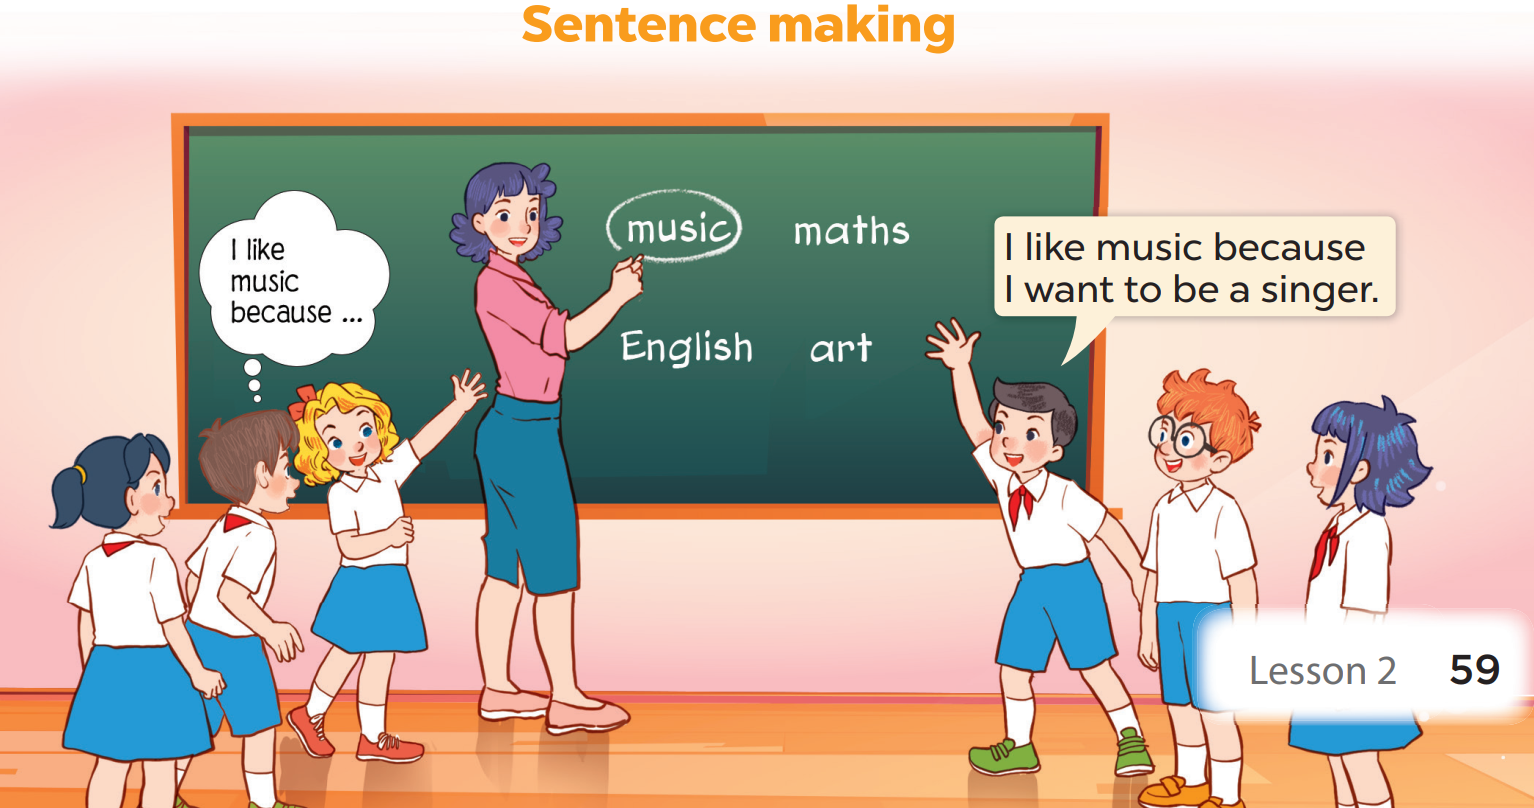 Sentence making
I like
music
because ...
music maths
English art
I like music because
I want to be a singer.
Lesson 2 59